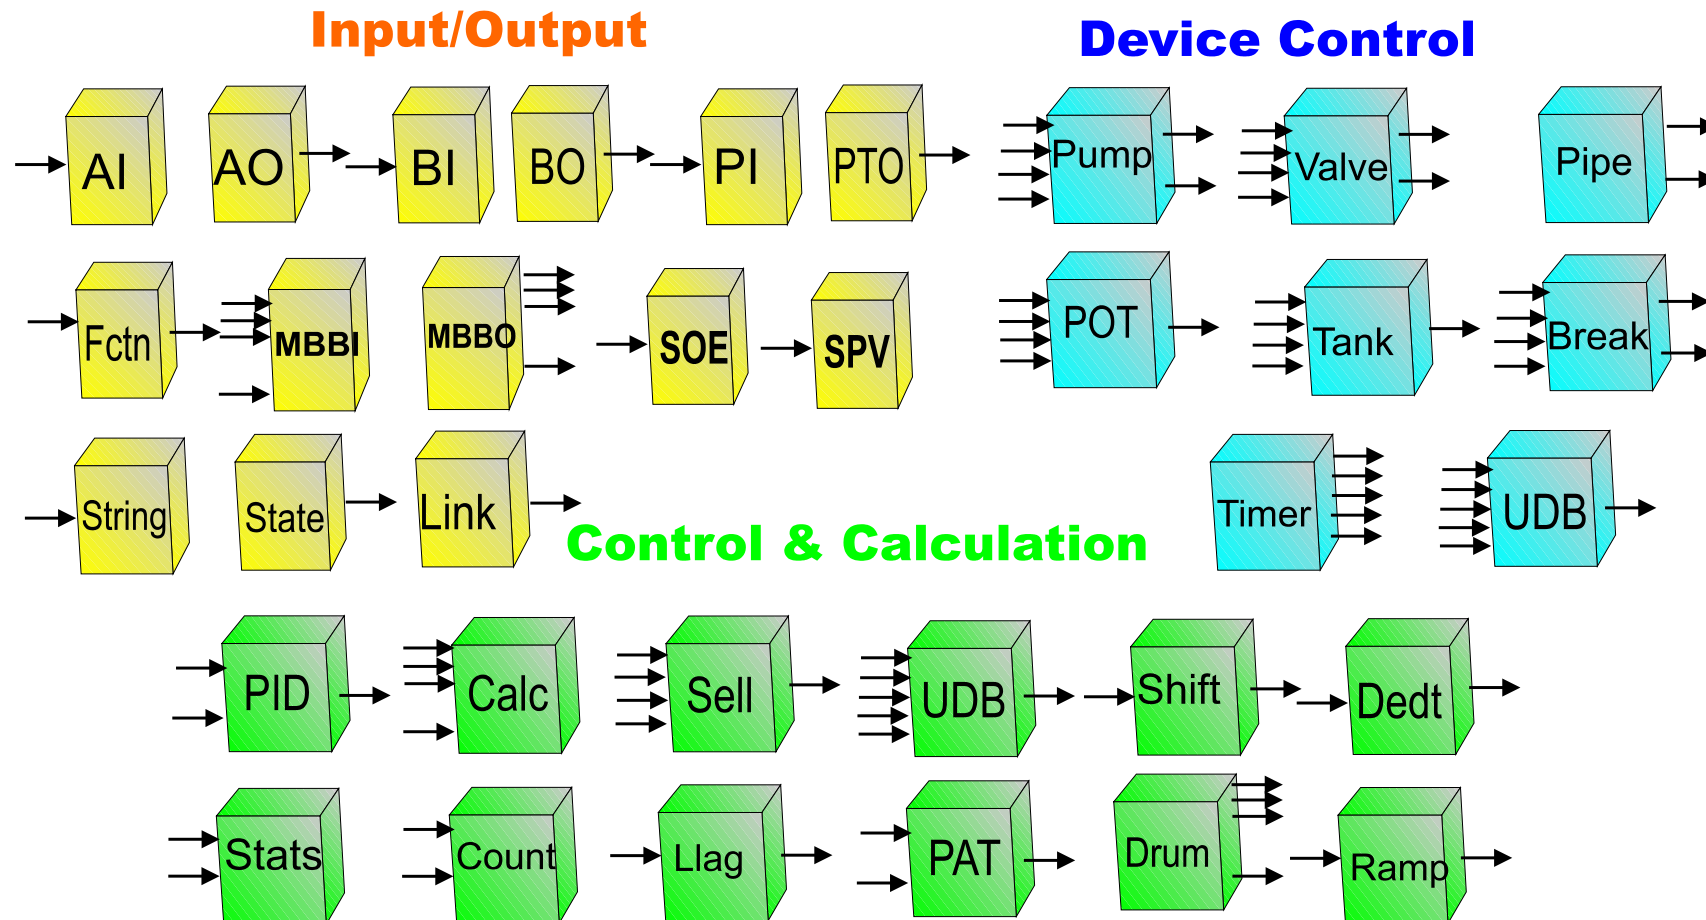 Input/Output
Device Control
AI
AO
BI
BO
PI
PTO
Pump
Valve
Pipe
Fctn
MBBI
MBBO
SOE
SPV
POT
Tank
Break
String
State
Link
Timer
UDB
Control & Calculation
PID
Calc
Sell
UDB
Shift
Dedt
Stats
Count
Llag
PAT
Drum
Ramp